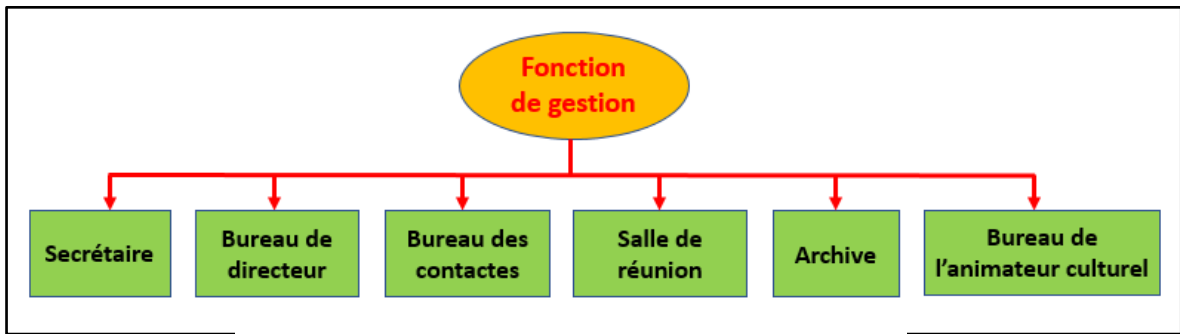 Fonction
de gestion
Secrétaire
Bureau de
directeur
Bureau des
contactes
Salle de
réunion
Archive
Bureau de
l’animateur culturel